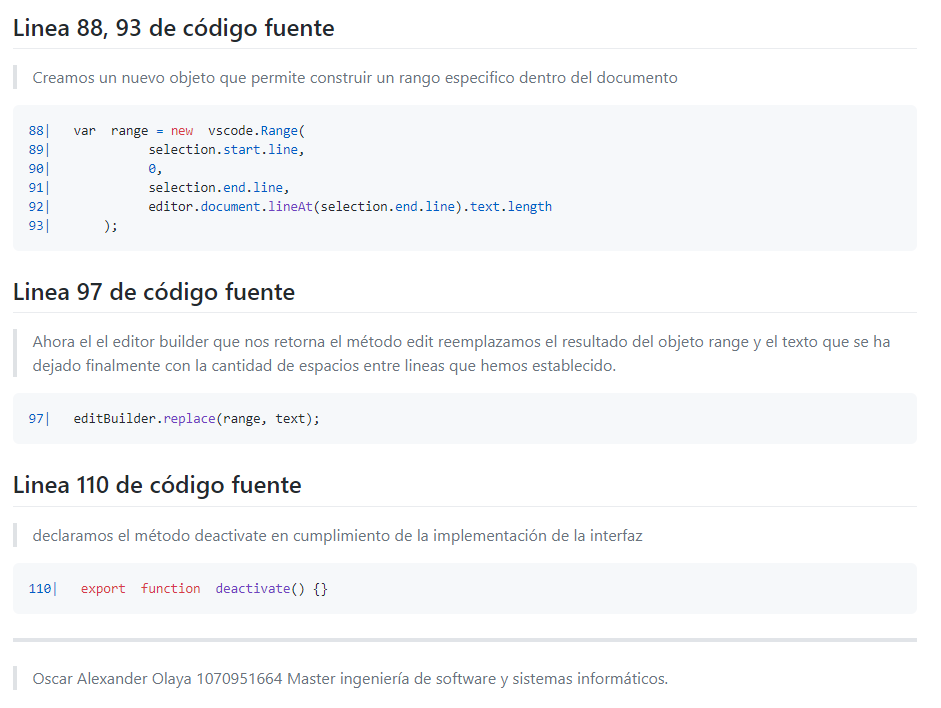 Linea 88, 93 de código fuente
Creamos un nuevo objeto que permite construir un rango especifico dentro del documento
88|   var  range = new  vscode.Range(
89|             selection.start.line,
90|             0,
91|             selection.end.line,
92|             editor.document.lineAt(selection.end.line).text.length
93|       );
Linea 97 de código fuente
Ahora el el editor builder que nos retorna el método edit reemplazamos el resultado del objeto range y el texto que se ha
dejado finalmente con la cantidad de espacios entre lineas que hemos establecido.
97|   editBuilder.replace(range, text);
Linea 110 de código fuente
declaramos el método deactivate en cumplimiento de la implementación de la interfaz
110|   export  function  deactivate() {}
Oscar Alexander Olaya 1070951664 Master ingeniería de software y sistemas informáticos.